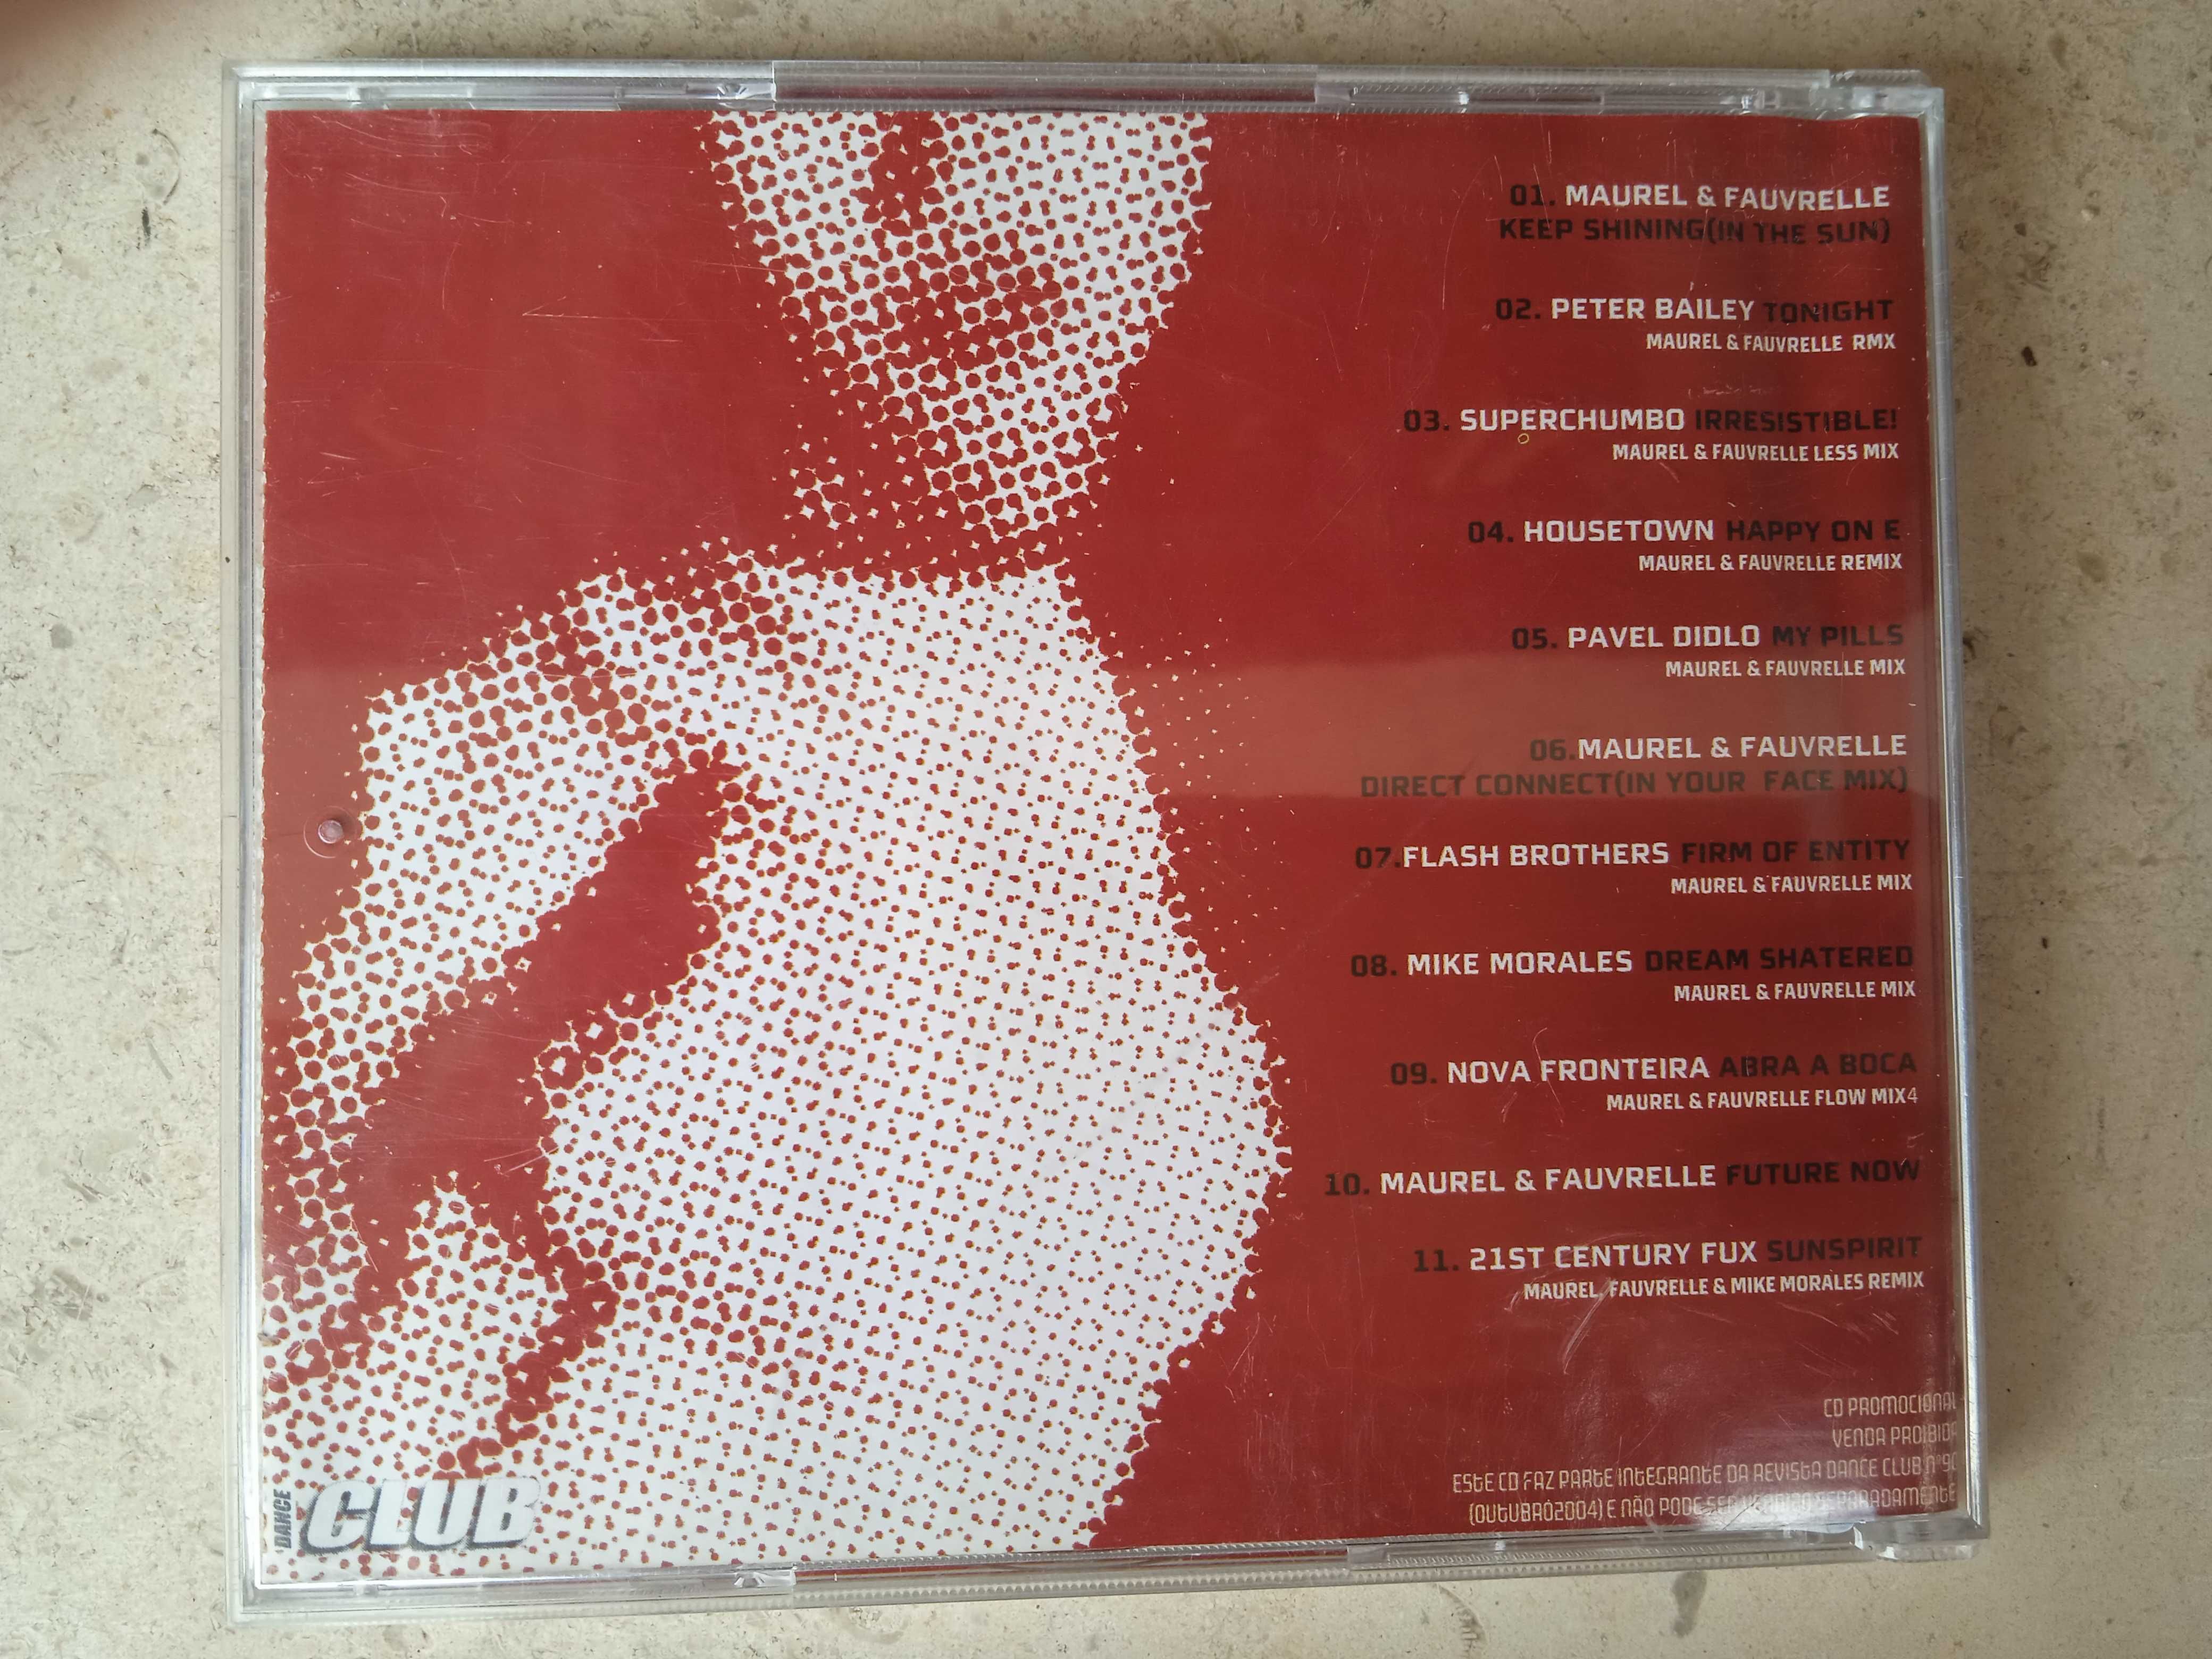 01. MAUREL & FAUVRELLE
KEEP SHINING(IN THE SUN)
02. PETER BAILEY TONIGHT
MAUREL & FAUVRELLE RMX
03. SUPERCHUMBO IRRESISTIBLE!
MAUREL & FAUVRELLE LESS MIX
04. HOUSETOWN HAPPY ON E
MAUREL & FAUVRELLE REMIX
05. PAVEL DIDLO MY PILLS
MAUREL & FAUVRELLE MIX
06.MAUREL & FAUVRELLE
DIRECT CONNECT(IN YOUR FACE MIX)
07.FLASH BROTHERS FIRM OF ENTITY
MAUREL & FAUVRELLE MIX
08. MIKE MORALES DREAM SHATERED
MAUREL & FAUVRELLE MIX
09. NOVA FRONTEIRA ABRA A BOCA
MAUREL & FAUVRELLE FLOW MIX4
10. MAUREL & FAUVRELLE FUTURE NOW
11. 21ST CENTURY FUX SUNSPIRIT
MAUREL, FAUVRELLE & MIKE MORALES REMIX
CD PROMOCIONAL
VENDA PROIBIDA
ESTE CD FAZ PARTE INTEGRANTE DA REVISTA DANCE CLUB
(OUTUBRO2004) E NÃO PODE SER VENDIDO SEPARADAMENTE
DANCE CLUB